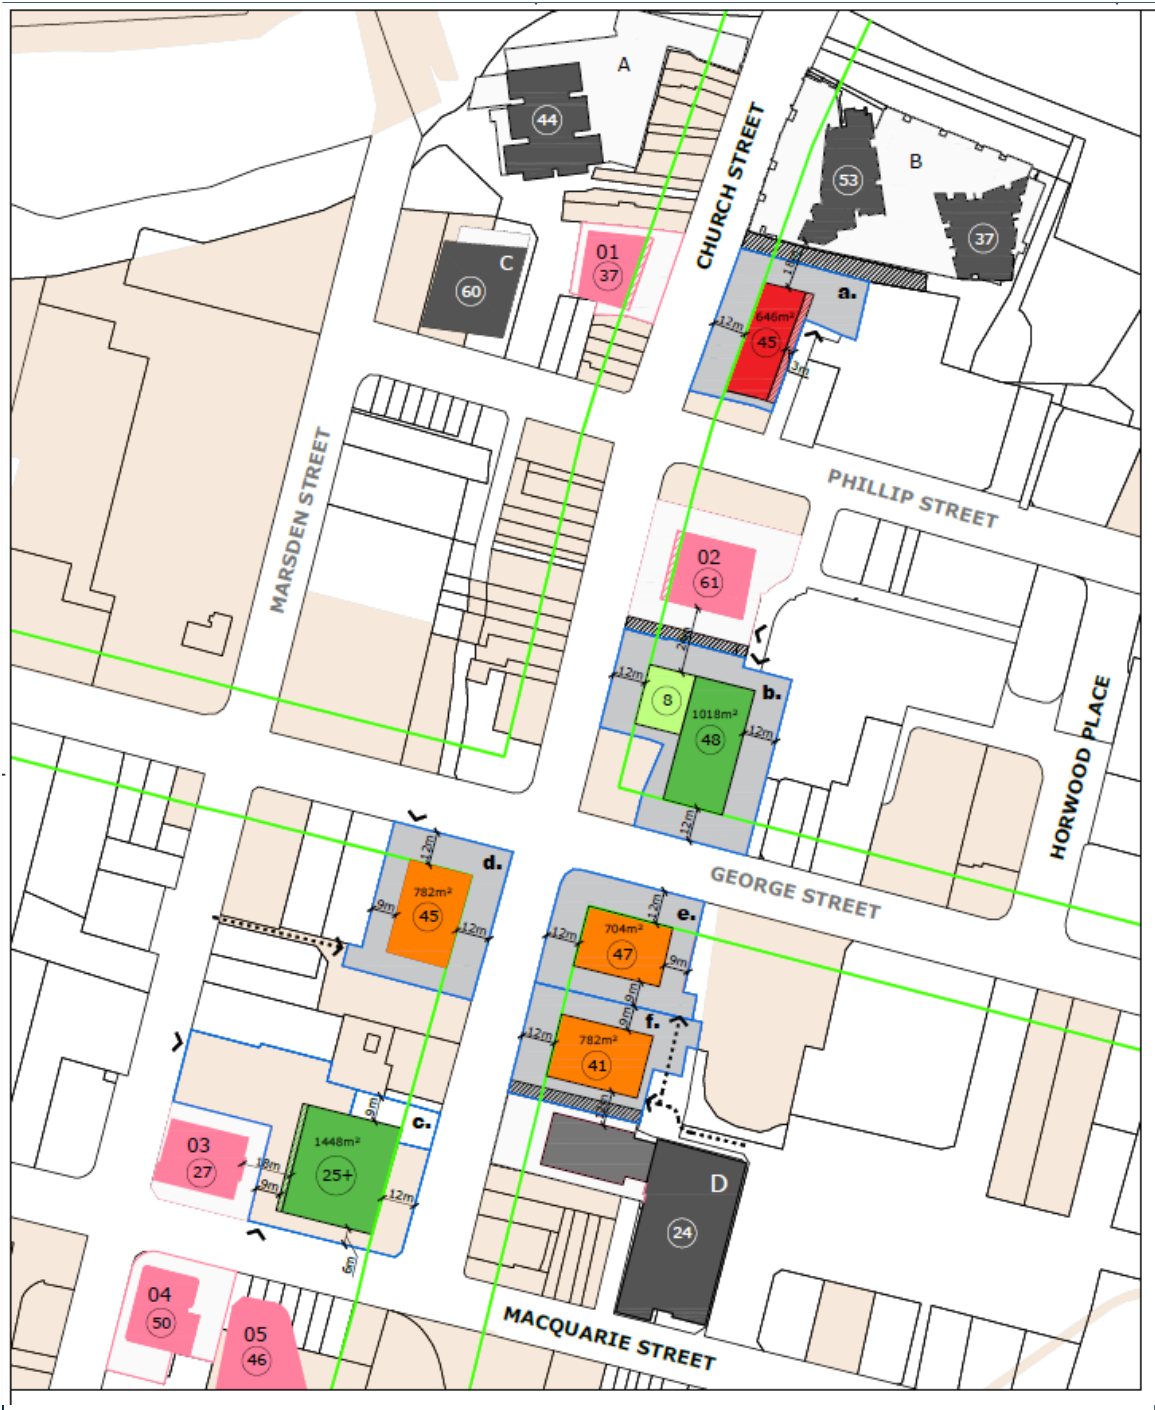 A
44
CHURCH STREET
B
53
37
C
60
01
37
a.
646m²
12m
45
3m
PHILLIP STREET
MARSDEN STREET
02
61
12m
b.
8
1018m²
48
12m
12m
HORWOOD PLACE
GEORGE STREET
12m
d.
782m²
45
9m
12m
12m
e.
704m²
47
12m
9m
9m
9m
f.
12m
782m²
41
9m
c.
1448m²
25+
18m
9m
12m
6m
03
27
D
24
04
50
05
46
MACQUARIE STREET